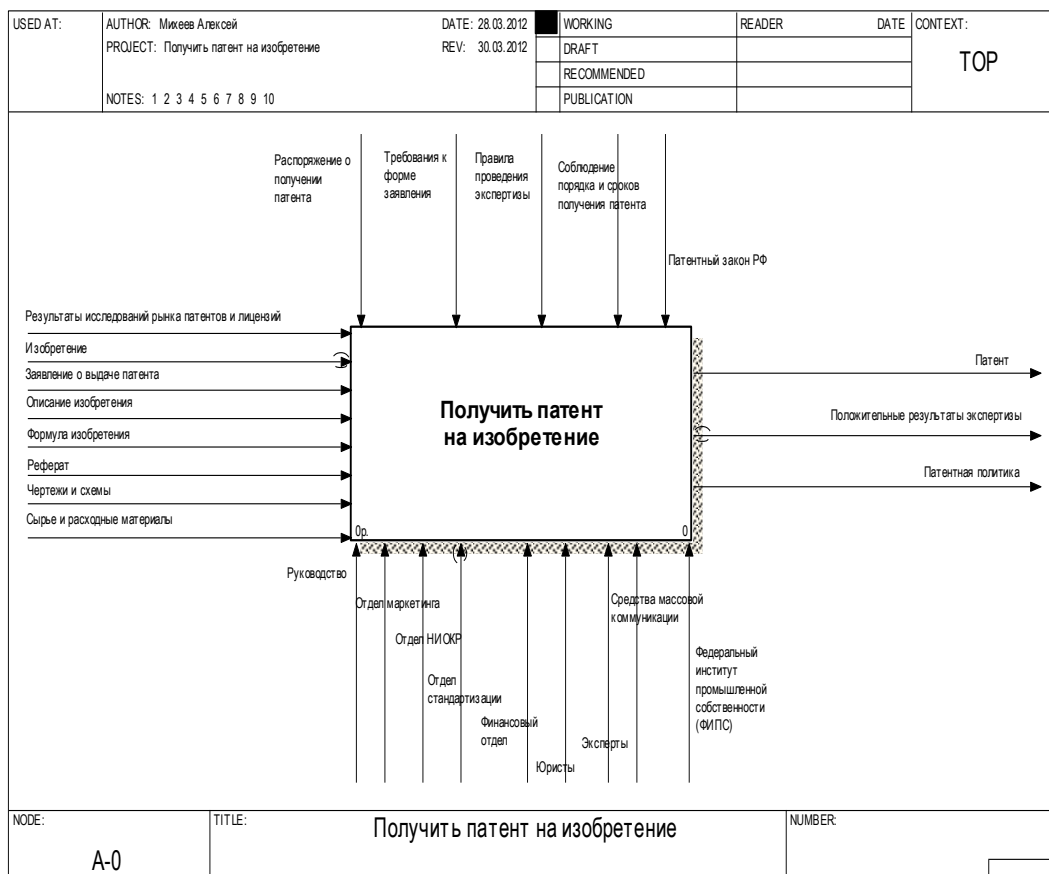 USED AT:
AUTHOR: Михеев Алексей
DATE: 28.03.2012
WORKING
READER
DATE
CONTEXT:
PROJECT: Получить патент на изобретение
REV: 30.03.2012
DRAFT
TOP
RECOMMENDED
NOTES: 1 2 3 4 5 6 7 8 9 10
PUBLICATION
Распоряжение о
получении
патента
Требования к
форме
заявления
Правила
проведения
экспертизы
Соблюдение
порядка и сроков
получения патента
Патентный закон РФ
Результаты исследований рынка патентов и лицензий
Изобретение
Заявление о выдаче патента
Описание изобретения
Формула изобретения
Реферат
Чертежи и схемы
Сырье и расходные материалы
Получить патент
на изобретение
0р.
0
Патент
Положительные результаты экспертизы
Патентная политика
Руководство
Отдел маркетинга
Отдел НИОКР
Отдел
стандартизации
Финансовый
отдел
Юристы
Эксперты
Средства массовой
коммуникации
Федеральный
институт
промышленной
собственности
(ФИПС)
NODE:
A-0
TITLE:
Получить патент на изобретение
NUMBER: